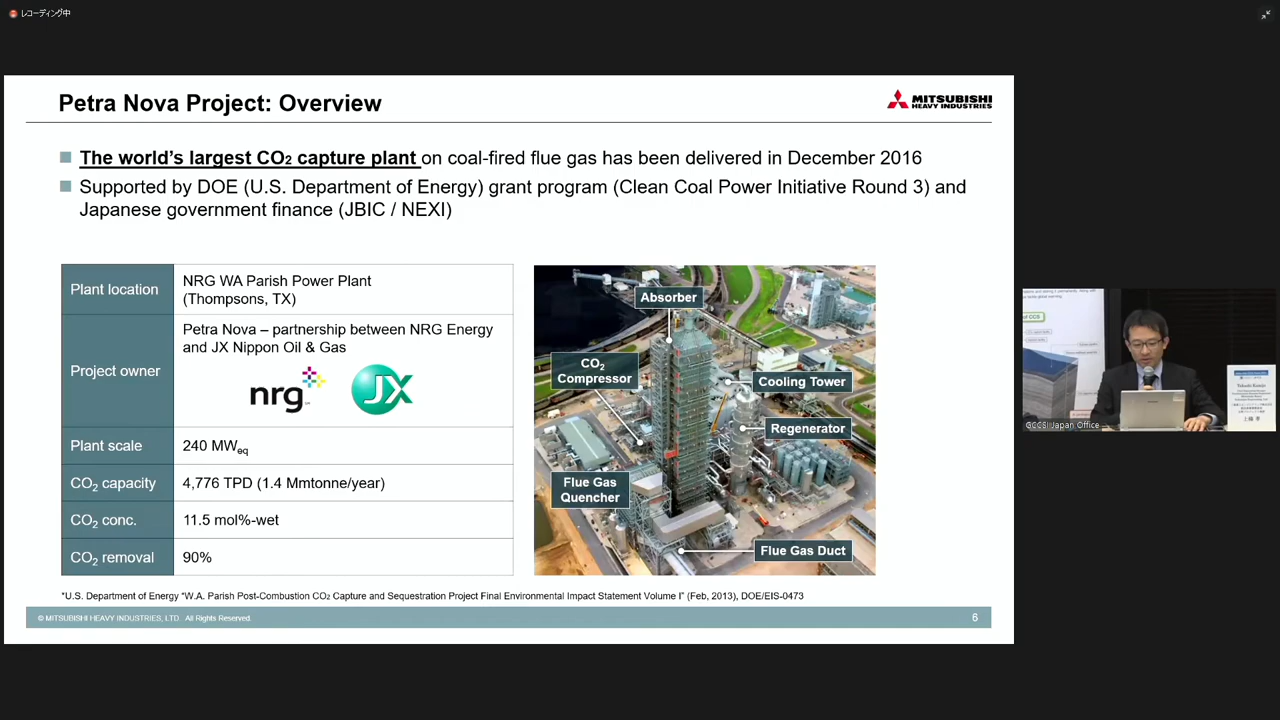 レコーディング中
Petra Nova Project: Overview
MITSUBISHI
HEAVY INDUSTRIES
The world's largest CO₂ capture plant on coal-fired flue gas has been delivered in December 2016
Supported by DOE (U.S. Department of Energy) grant program (Clean Coal Power Initiative Round 3) and
Japanese government finance (JBIC / NEXI)
Plant location
NRG WA Parish Power Plant
(Thompsons, TX)
Project owner
Petra Nova – partnership between NRG Energy
and JX Nippon Oil & Gas
nrg
JX
Plant scale
240 MWeq
CO₂ capacity
4,776 TPD (1.4 Mmtonne/year)
CO₂ conc.
11.5 mol%-wet
CO₂ removal
90%
Absorber
CO₂
Compressor
Cooling Tower
Regenerator
Flue Gas
Quencher
Flue Gas Duct
*U.S. Department of Energy "W.A. Parish Post-Combustion CO₂ Capture and Sequestration Project Final Environmental Impact Statement Volume I" (Feb, 2013), DOE/EIS-0473
© MITSUBISHI HEAVY INDUSTRIES, LTD. All Rights Reserved.
6
of CCS
GCCSI Japan Office